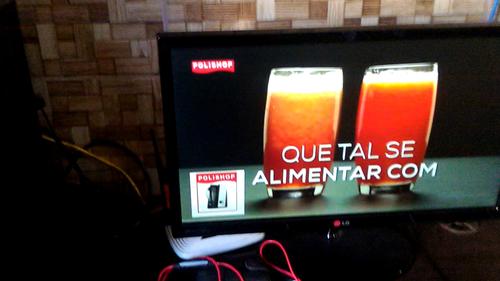 POLISHOP
QUE TAL SE
ALIMENTAR COM
POLISHOP
LG